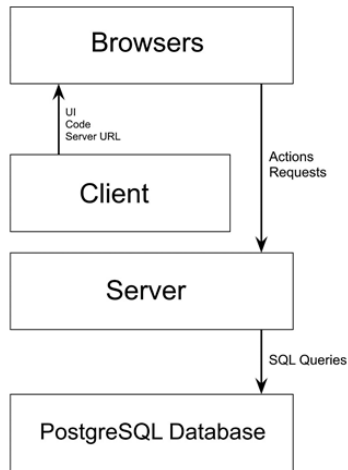 Browsers
UI
Code
Server URL
Actions
Requests
Client
Server
SQL Queries
PostgreSQL Database